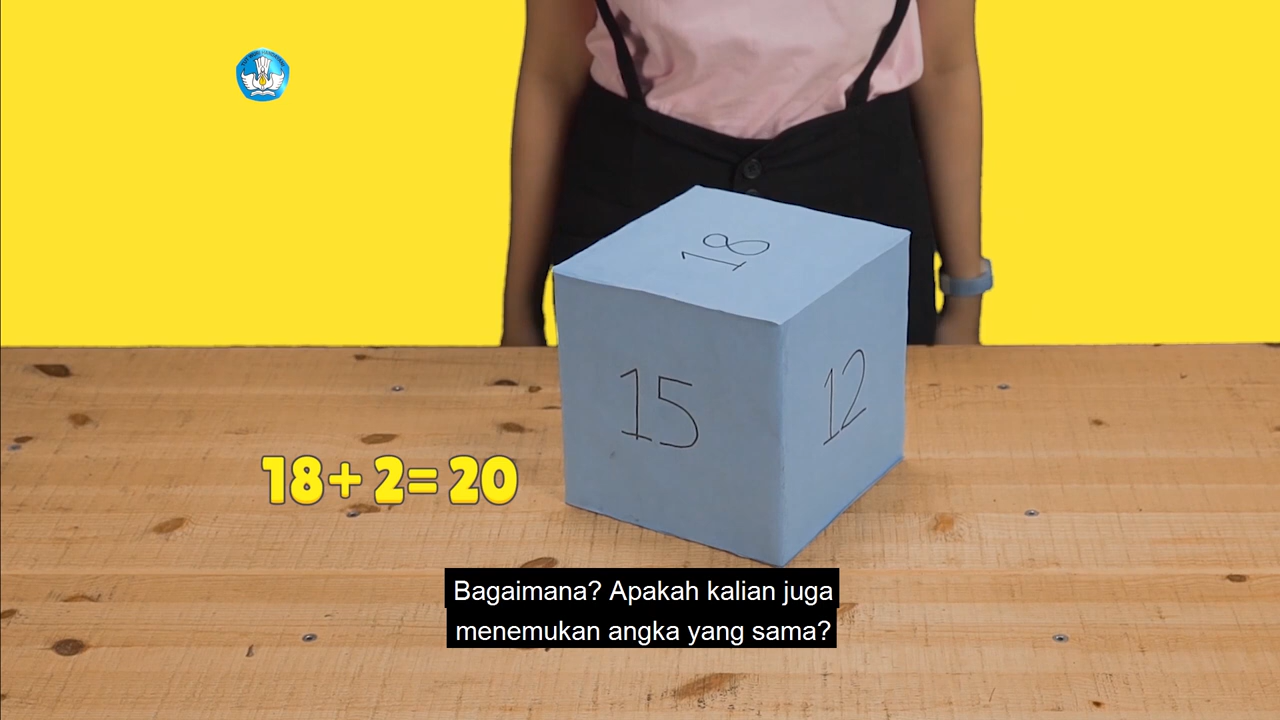 18
15
12
18+ 2= 20
Bagaimana? Apakah kalian juga
menemukan angka yang sama?